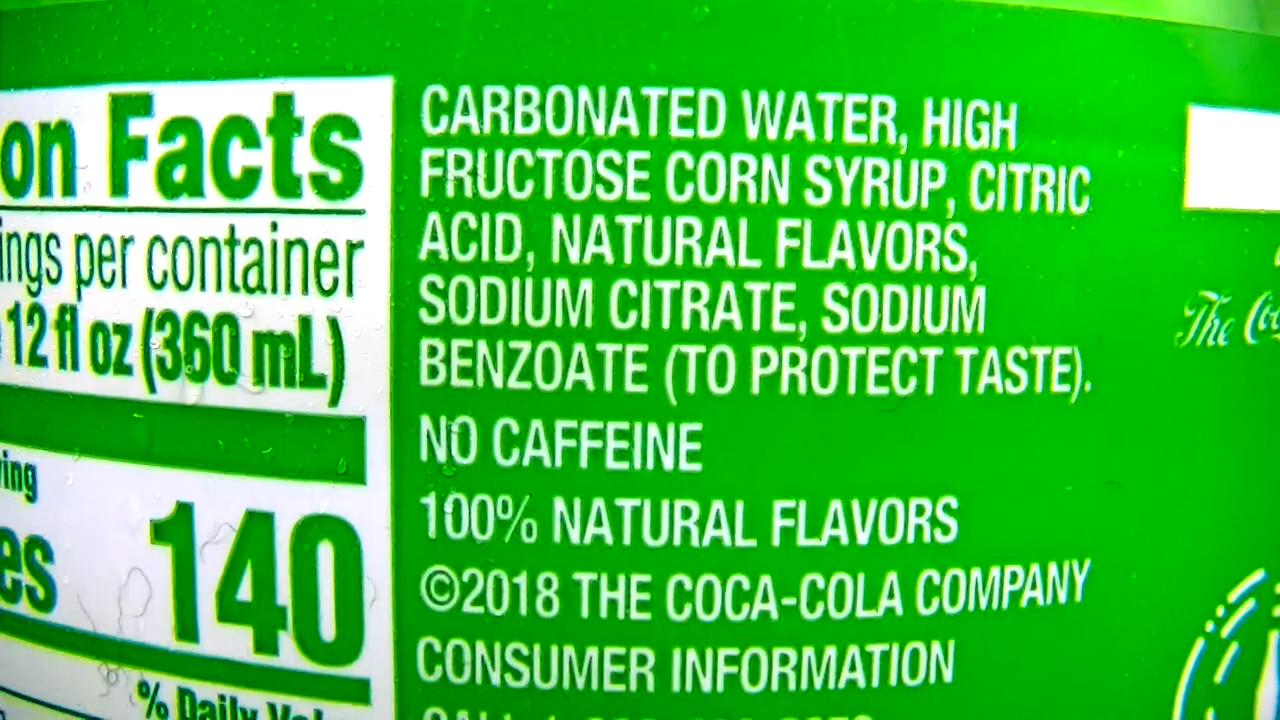 on Facts
ings per container
12 fl oz (360 mL)
ing
es 140
% Daily
CARBONATED WATER, HIGH
FRUCTOSE CORN SYRUP, CITRIC
ACID, NATURAL FLAVORS,
SODIUM CITRATE, SODIUM
BENZOATE (TO PROTECT TASTE).
NO CAFFEINE
100% NATURAL FLAVORS
©2018 THE COCA-COLA COMPANY
CONSUMER INFORMATION
The Co